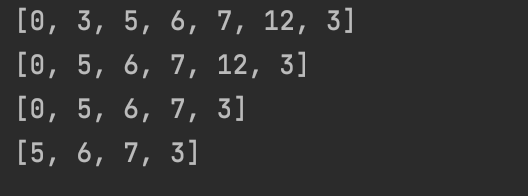 [0, 3, 5, 6, 7, 12, 3]
[0, 5, 6, 7, 12, 3]
[0, 5, 6, 7, 3]
[5, 6, 7, 3]